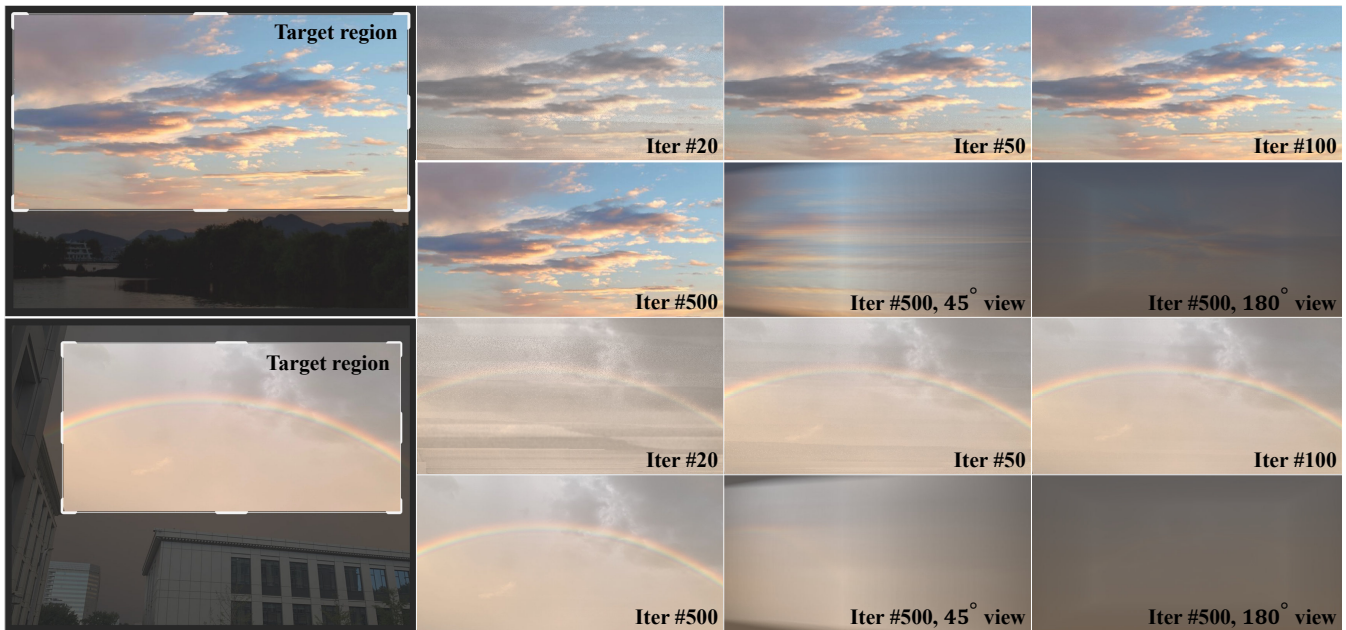 Target region
Iter #20
Iter #50
Iter #100
Iter #500
Iter #500, 45° view
Iter #500, 180° view
Target region
Iter #20
Iter #50
Iter #100
Iter #500
Iter #500, 45° view
Iter #500, 180° view